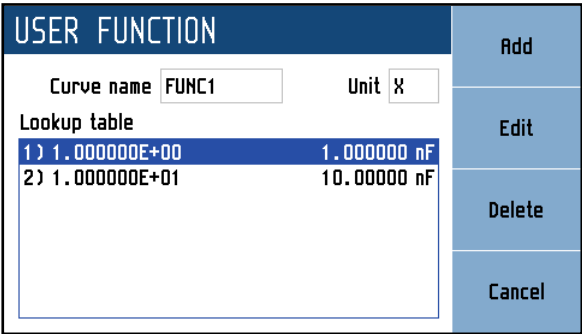 USER FUNCTION
Curve name FUNC1 Unit X
Lookup table
1) 1.000000E+00 1.000000 nF
2) 1.000000E+01 10.00000 nF
Add
Edit
Delete
Cancel